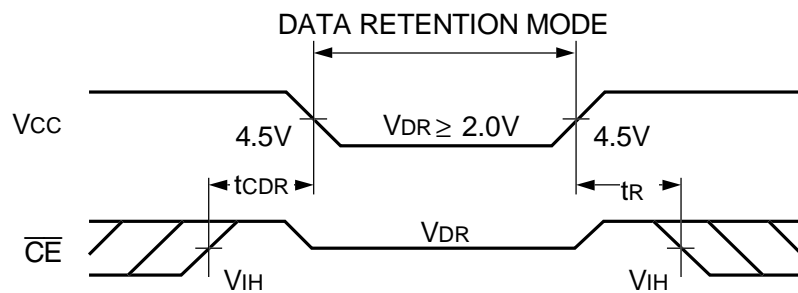 DATA RETENTION MODE
VCC
4.5V
VDR ≥ 2.0V
4.5V
tCDR
tR
CE
VDR
VIH
VIH